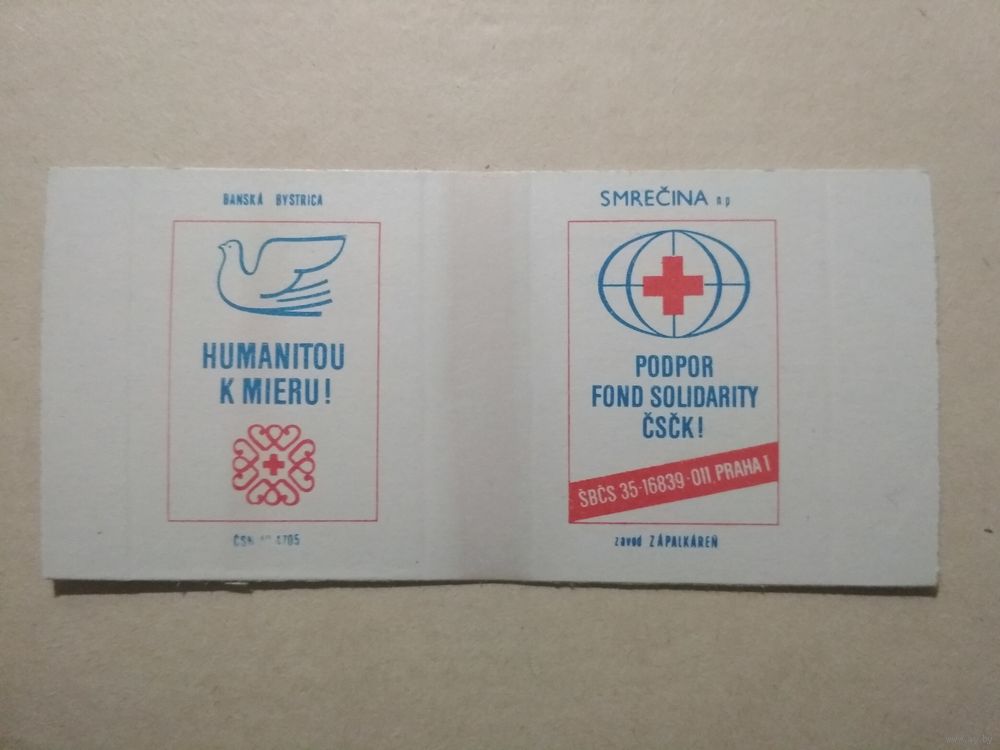 BANSKÁ BYSTRICA
HUMANITOU
K MIERU!
SMREČINA n p
PODPOR
FOND SOLIDARITY
ČSČK!
ŠBČS 35-16839-011 PRAHA 1
závod ZÁPALKÁREŇ